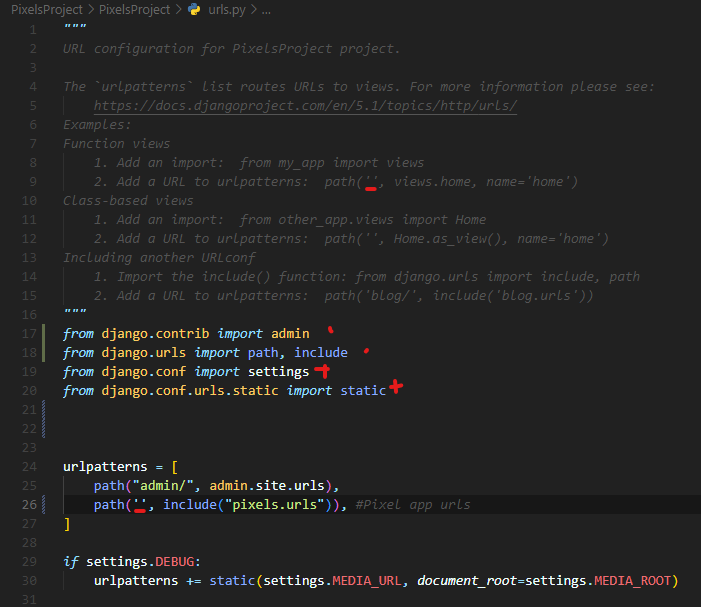 PixelsProject > PixelsProject > urls.py > ...
1 """
2 URL configuration for PixelsProject project.
3
4 The `urlpatterns` list routes URLs to views. For more information please see:
5     https://docs.djangoproject.com/en/5.1/topics/http/urls/
6 Examples:
7 Function views
8     1. Add an import:  from my_app import views
9     2. Add a URL to urlpatterns:  path('', views.home, name='home')
10 Class-based views
11     1. Add an import:  from other_app.views import Home
12     2. Add a URL to urlpatterns:  path('', Home.as_view(), name='home')
13 Including another URLconf
14     1. Import the include() function: from django.urls import include, path
15     2. Add a URL to urlpatterns:  path('blog/', include('blog.urls'))
16 """
17 from django.contrib import admin
18 from django.urls import path, include
19 from django.conf import settings
20 from django.conf.urls.static import static
21
22
23
24 urlpatterns = [
25     path("admin/", admin.site.urls),
26     path('', include("pixels.urls")), #Pixel app urls
27 ]
28
29 if settings.DEBUG:
30     urlpatterns += static(settings.MEDIA_URL, document_root=settings.MEDIA_ROOT)
31